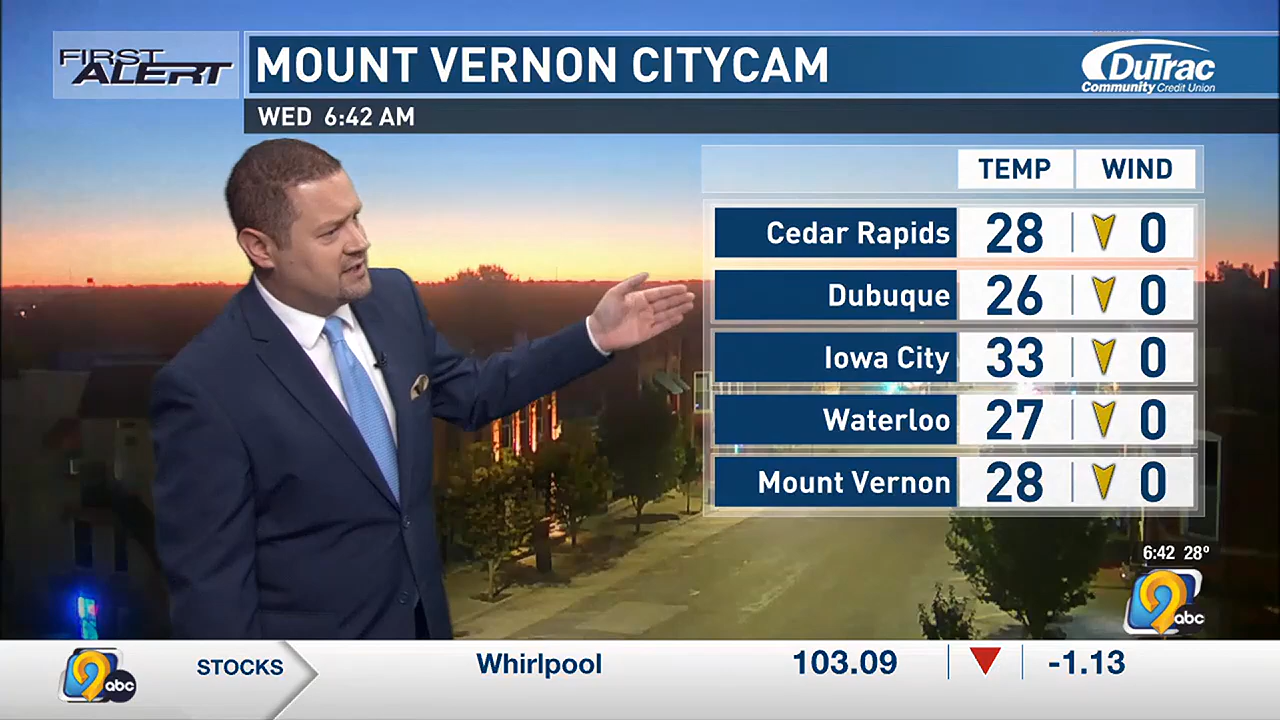 FIRST ALERT
MOUNT VERNON CITYCAM
DuTrac
Community Credit Union
WED 6:42 AM
TEMP WIND
Cedar Rapids 28 0
Dubuque 26 0
Iowa City 33 0
Waterloo 27 0
Mount Vernon 28 0
6:42 28°
9 abc
9 abc STOCKS Whirlpool 103.09 -1.13